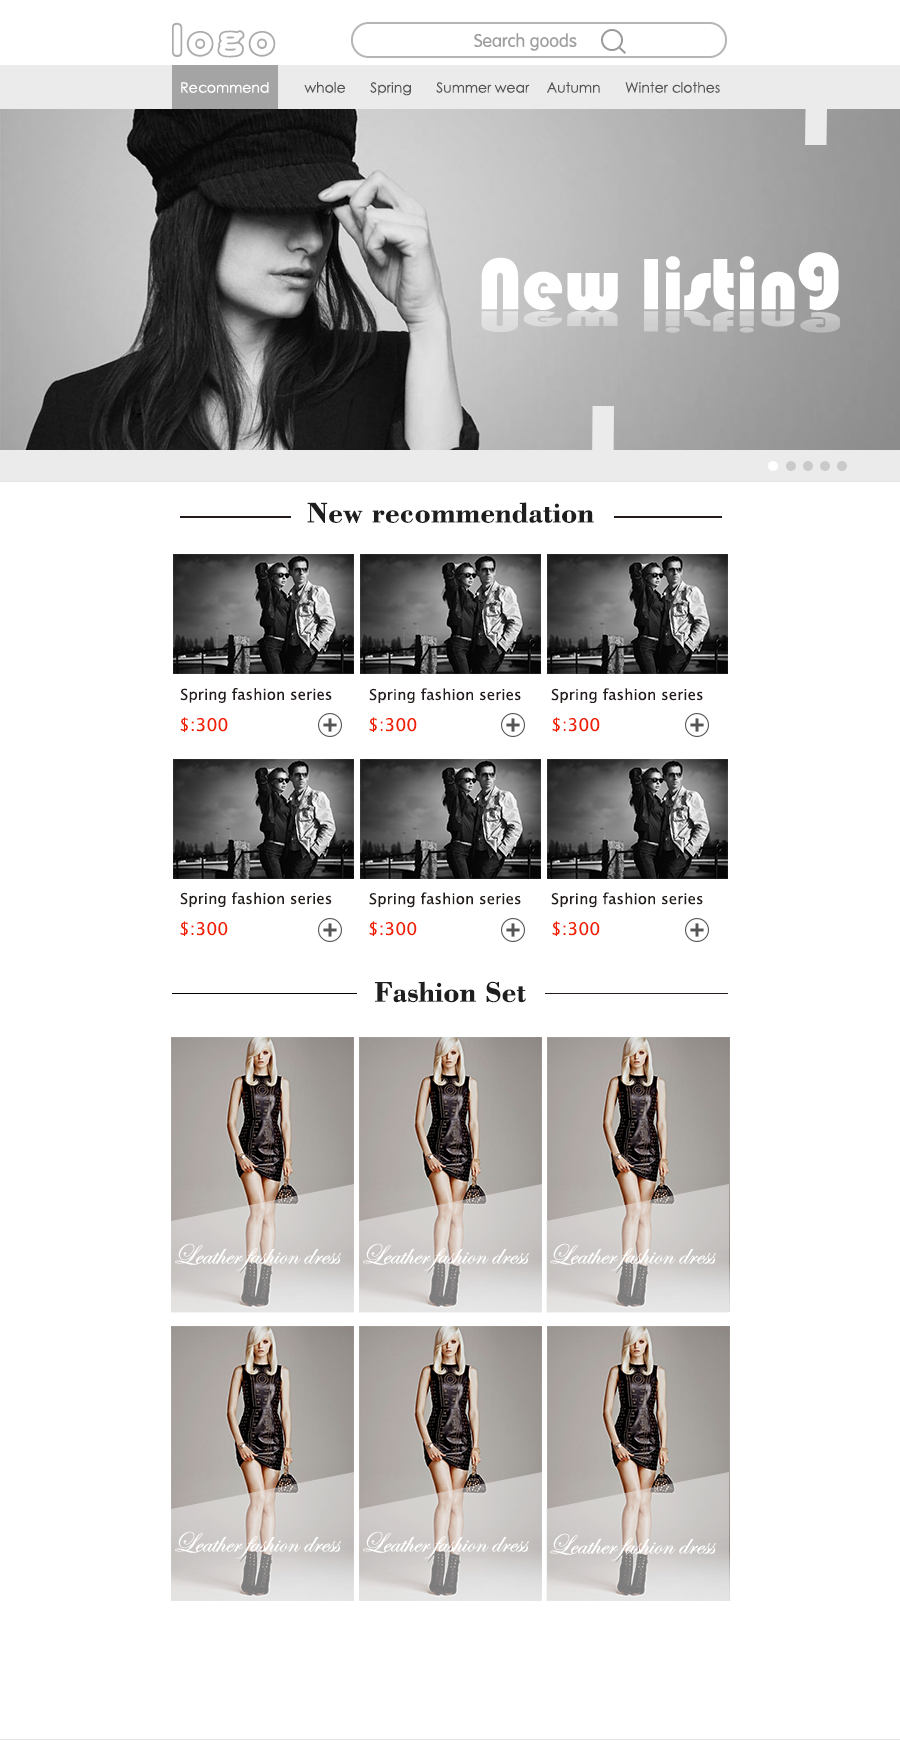 logo
Search goods
Recommend whole Spring Summer wear Autumn Winter clothes
New listing
New recommendation
Spring fashion series Spring fashion series Spring fashion series
$:300 $:300 $:300
Spring fashion series Spring fashion series Spring fashion series
$:300 $:300 $:300
Fashion Set
Leather fashion dress Leather fashion dress Leather fashion dress
Leather fashion dress Leather fashion dress Leather fashion dress